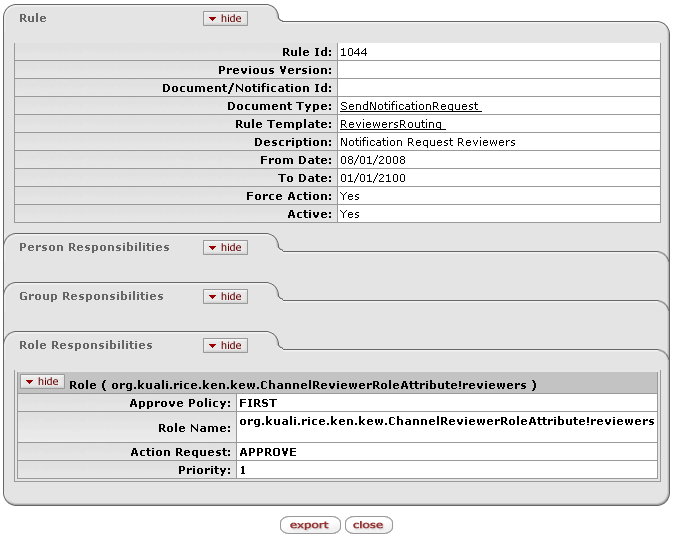 Rule hide
Rule Id: 1044
Previous Version:
Document/Notification Id:
Document Type: SendNotificationRequest
Rule Template: ReviewersRouting
Description: Notification Request Reviewers
From Date: 08/01/2008
To Date: 01/01/2100
Force Action: Yes
Active: Yes
Person Responsibilities hide
Group Responsibilities hide
Role Responsibilities hide
hide Role ( org.kuali.rice.ken.kew.ChannelReviewerRoleAttribute!reviewers )
Approve Policy: FIRST
Role Name: org.kuali.rice.ken.kew.ChannelReviewerRoleAttribute!reviewers
Action Request: APPROVE
Priority: 1
export close